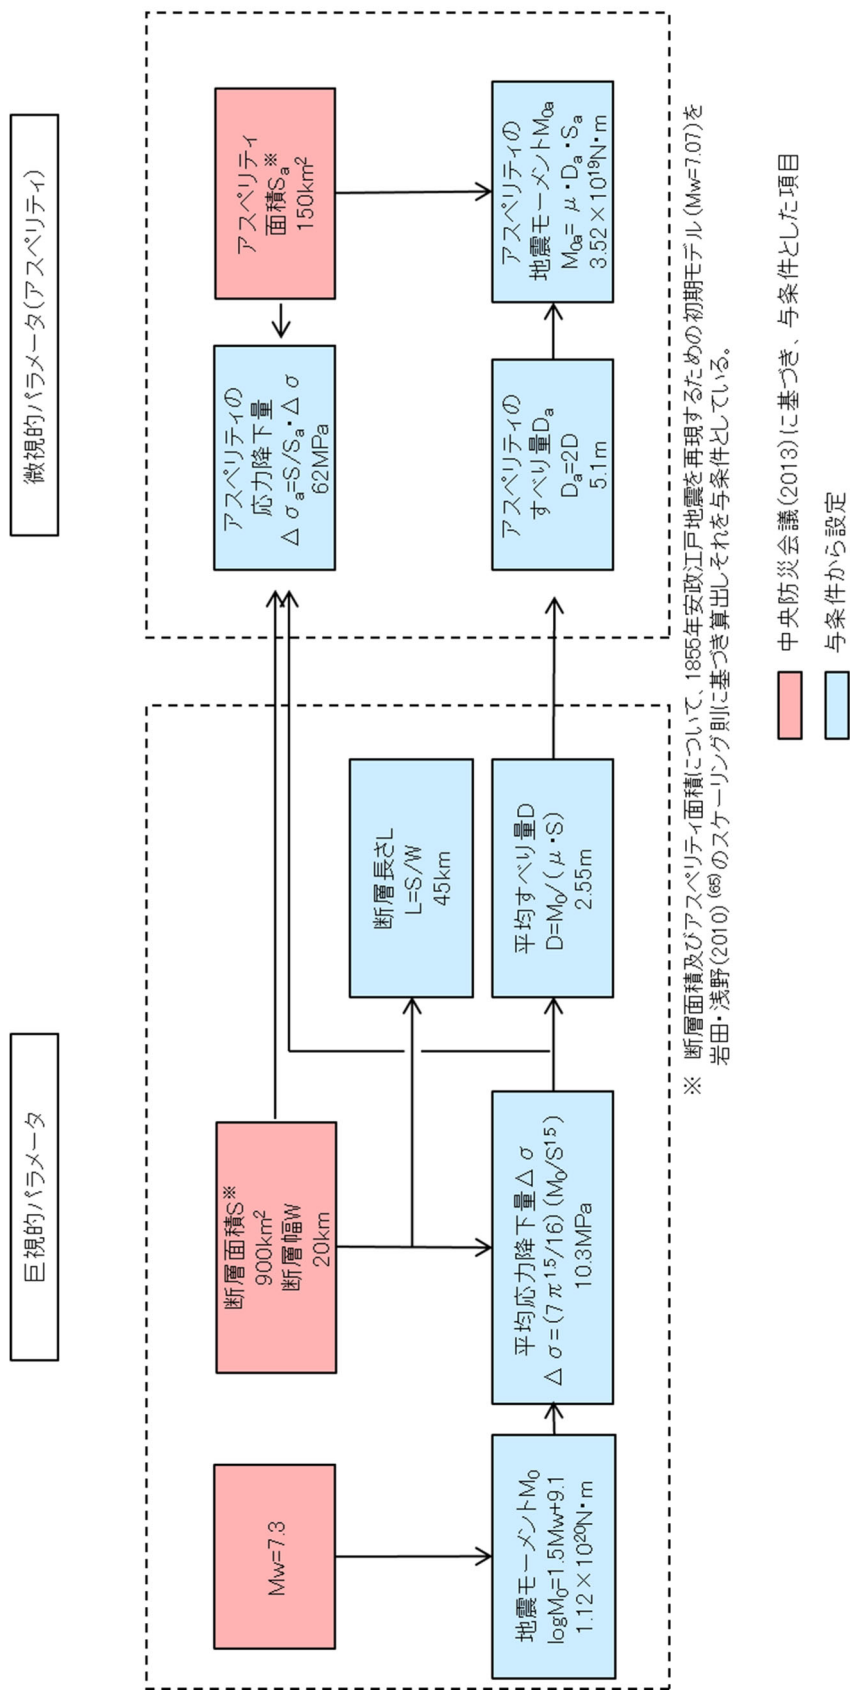 巨視的パラメータ
Mw=7.3
地震モーメントM₀
logM₀=1.5Mw+9.1
1.12×10²⁰N・m
断層面積S※
900km²
断層幅W
20km
平均応力降下量Δσ
Δσ=(7π¹·⁵/16)(M₀/S¹·⁵)
10.3MPa
断層長さL
L=S/W
45km
平均すべり量D
D=M₀/(μ・S)
2.55m
微視的パラメータ(アスペリティ)
アスペリティの
応力降下量
Δσₐ=S/Sₐ・Δσ
62MPa
アスペリティ
面積Sₐ※
150km²
アスペリティの
すべり量Dₐ
Dₐ=2D
5.1m
アスペリティの
地震モーメントM₀ₐ
M₀ₐ=μ・Dₐ・Sₐ
3.52×10¹⁹N・m
※ 断層面積及びアスペリティ面積について、1855年安政江戸地震を再現するための初期モデル(Mw=7.07)を
岩田・浅野(2010)⁽⁶⁵⁾のスケーリング則に基づき算出しそれを与条件としている。
中央防災会議(2013)に基づき、与条件とした項目
与条件から設定